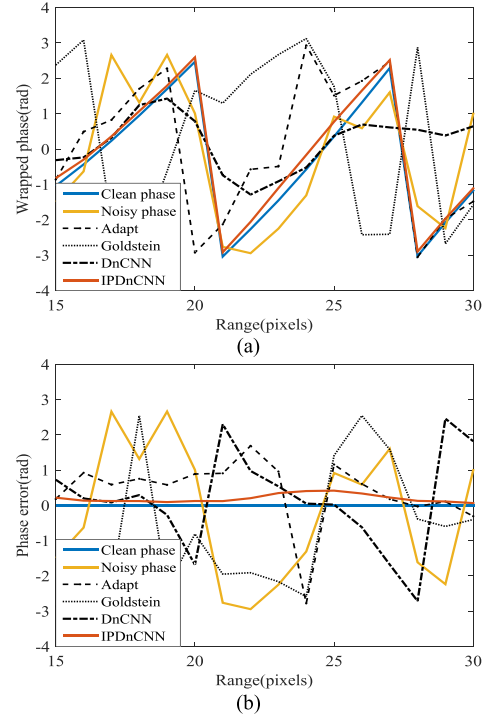 4
3
2
1
0
-1
-2
-3
-4
Wrapped phase(rad)
Clean phase
Noisy phase
Adapt
Goldstein
DnCNN
IPDnCNN
15 20 25 30
Range(pixels)
(a)
4
3
2
1
0
-1
-2
-3
-4
Phase error(rad)
Clean phase
Noisy phase
Adapt
Goldstein
DnCNN
IPDnCNN
15 20 25 30
Range(pixels)
(b)